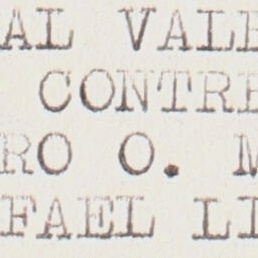 AL VALE
CONTRE
RO O. M
FAEL LI